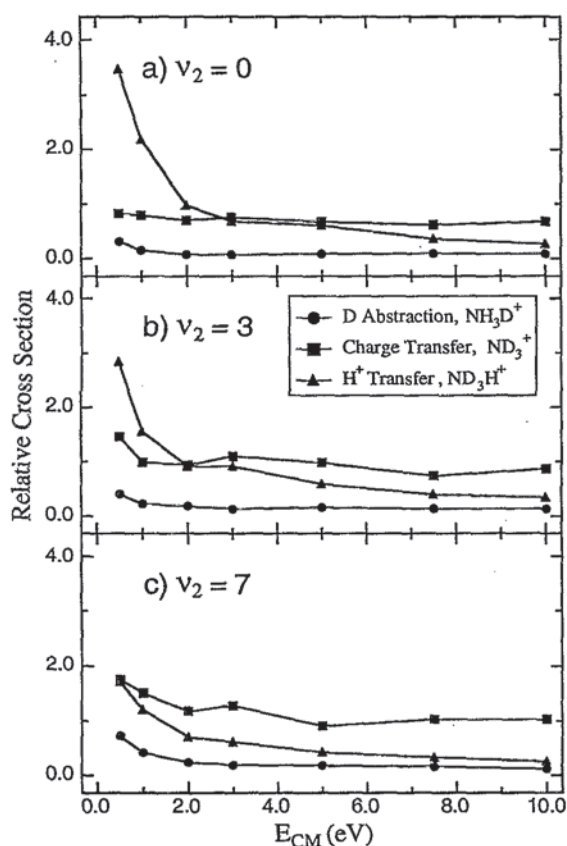 a) ν₂ = 0
4.0
2.0
0.0
b) ν₂ = 3
D Abstraction, NH₃D⁺
Charge Transfer, ND₃⁺
H⁺ Transfer, ND₃H⁺
4.0
2.0
0.0
c) ν₂ = 7
4.0
2.0
0.0
Relative Cross Section
0.0 2.0 4.0 6.0 8.0 10.0
E_CM (eV)